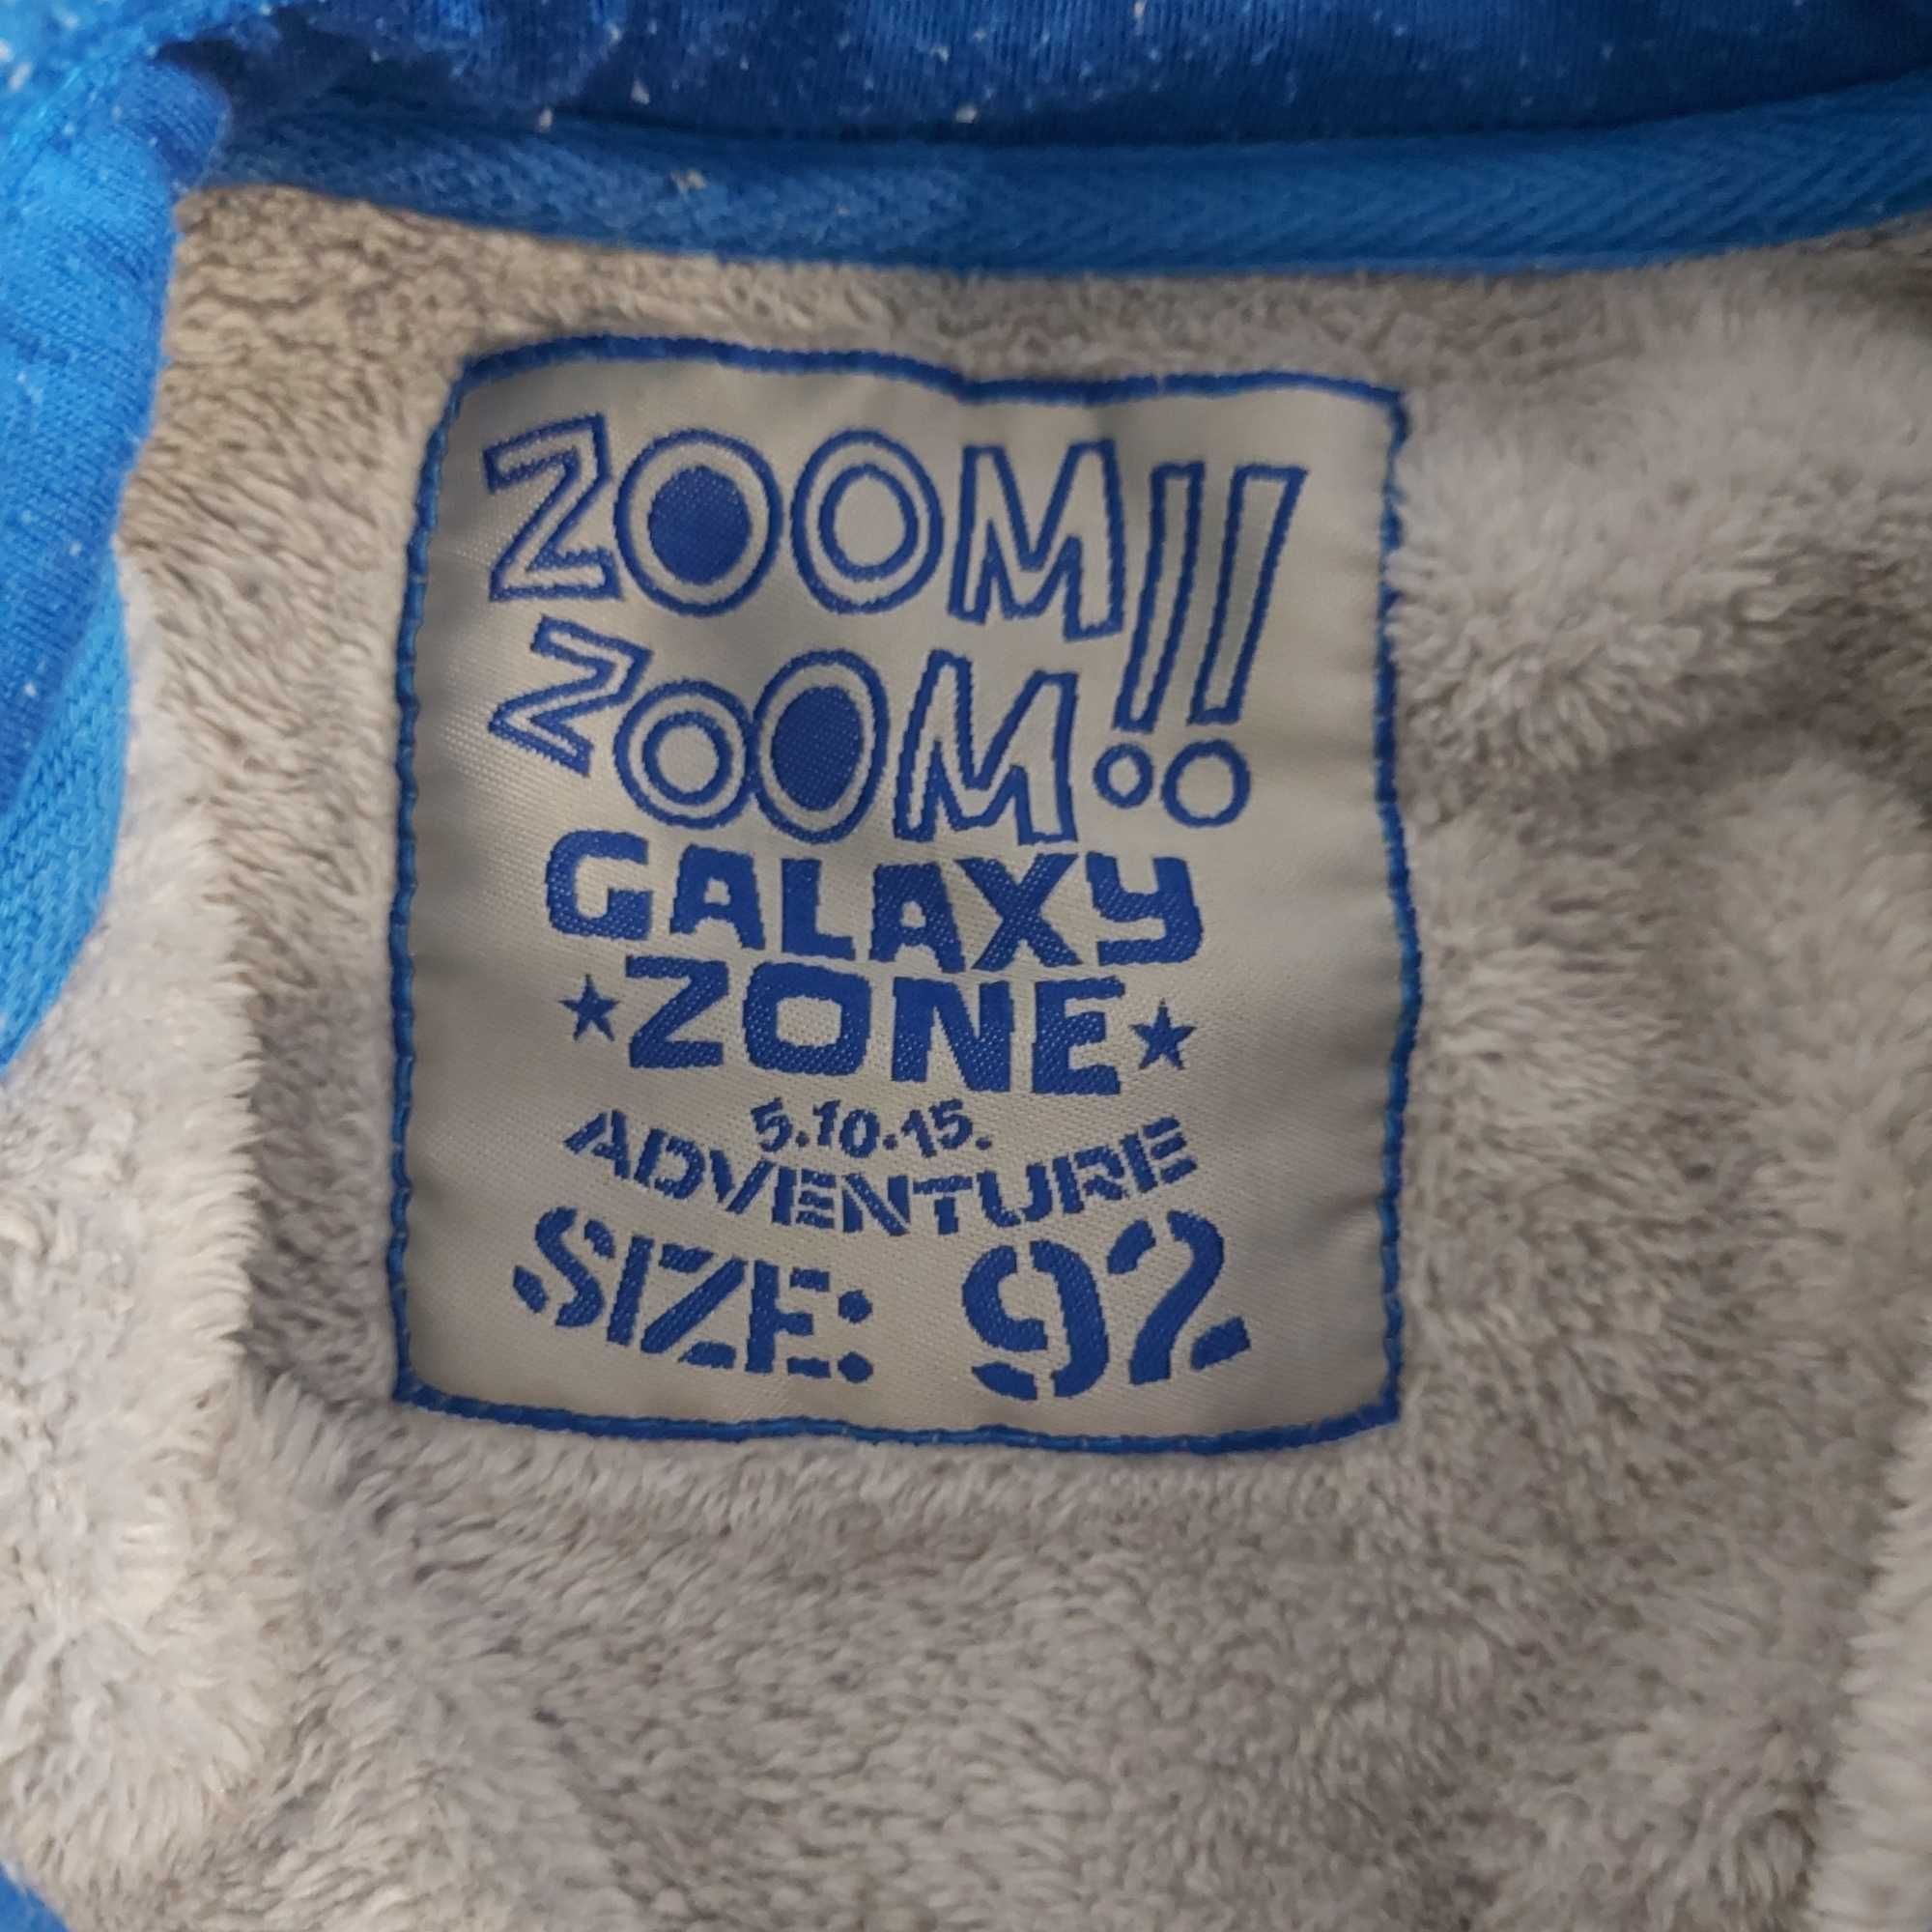 ZOOM!!
ZOOM
GALAXY
ZONE
5.10.15.
ADVENTURE
SIZE: 92